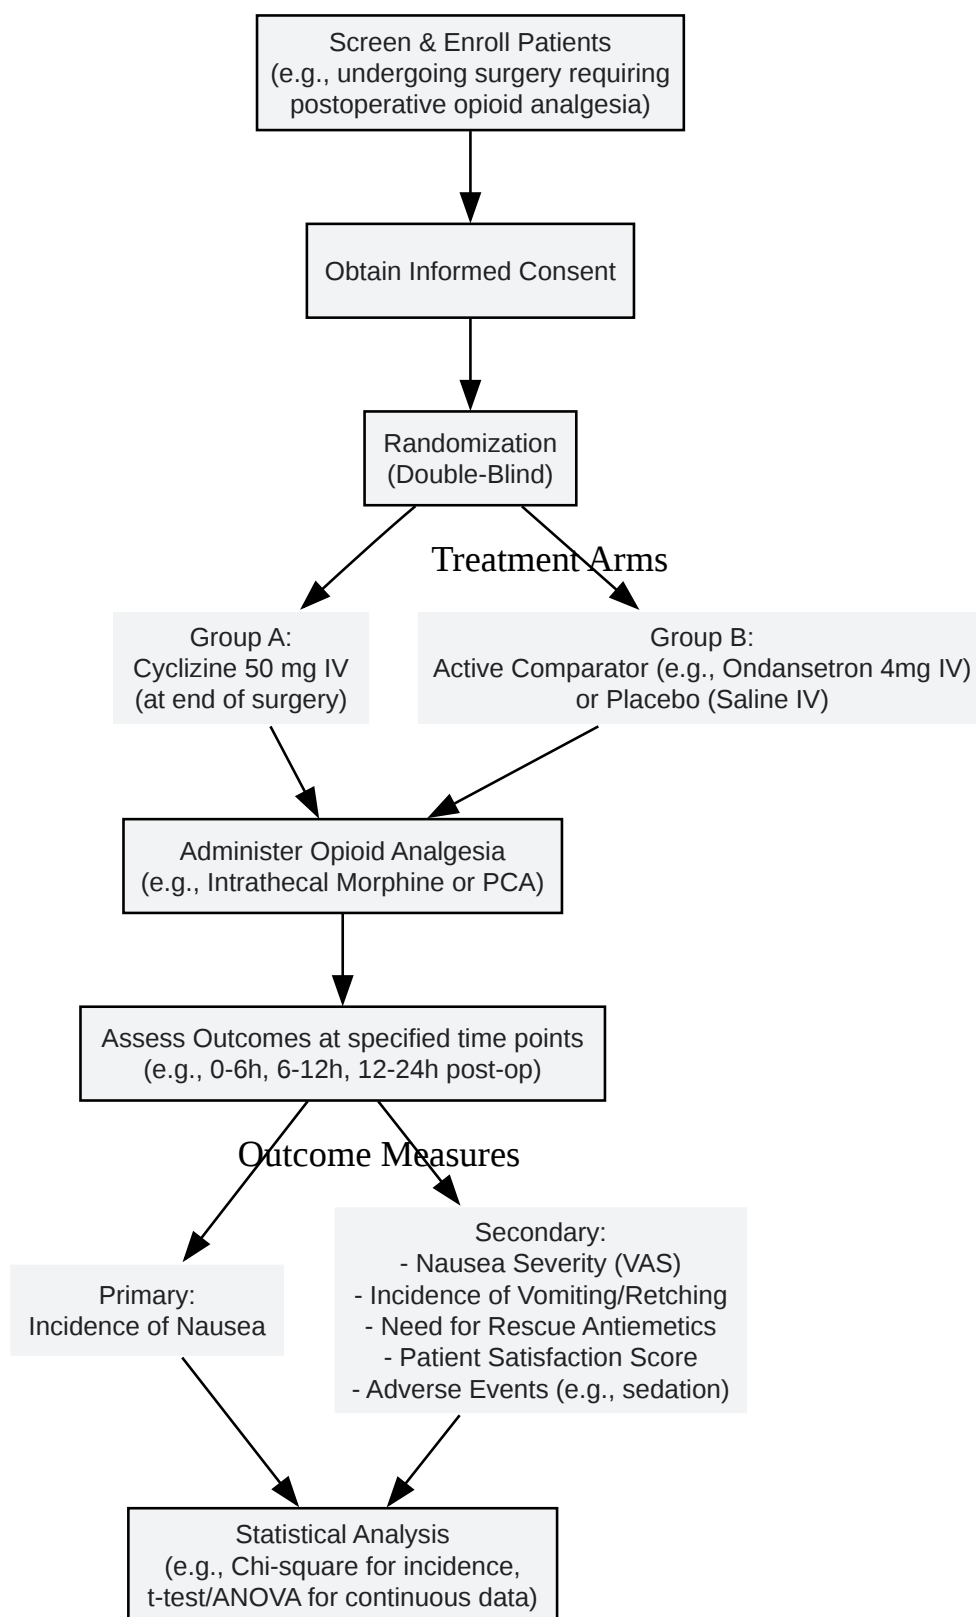 Screen & Enroll Patients
(e.g., undergoing surgery requiring
postoperative opioid analgesia)
Obtain Informed Consent
Randomization
(Double-Blind)
Treatment Arms
Group A:
Cyclizine 50 mg IV
(at end of surgery)
Group B:
Active Comparator (e.g., Ondansetron 4mg IV)
or Placebo (Saline IV)
Administer Opioid Analgesia
(e.g., Intrathecal Morphine or PCA)
Assess Outcomes at specified time points
(e.g., 0-6h, 6-12h, 12-24h post-op)
Outcome Measures
Primary:
Incidence of Nausea
Secondary:
- Nausea Severity (VAS)
- Incidence of Vomiting/Retching
- Need for Rescue Antiemetics
- Patient Satisfaction Score
- Adverse Events (e.g., sedation)
Statistical Analysis
(e.g., Chi-square for incidence,
t-test/ANOVA for continuous data)